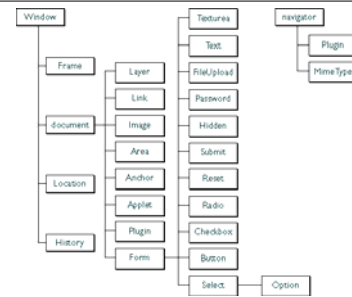 Window
Frame
document
Location
History
Layer
Link
Image
Area
Anchor
Applet
Plugin
Form
Textarea
Text
FileUpload
Password
Hidden
Submit
Reset
Radio
Checkbox
Button
Select
Option
navigator
Plugin
MimeType